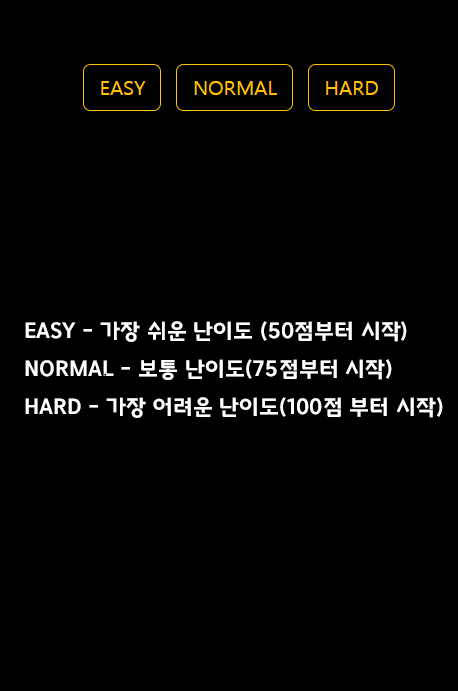 EASY NORMAL HARD
EASY - 가장 쉬운 난이도 (50점부터 시작)
NORMAL - 보통 난이도(75점부터 시작)
HARD - 가장 어려운 난이도(100점 부터 시작)